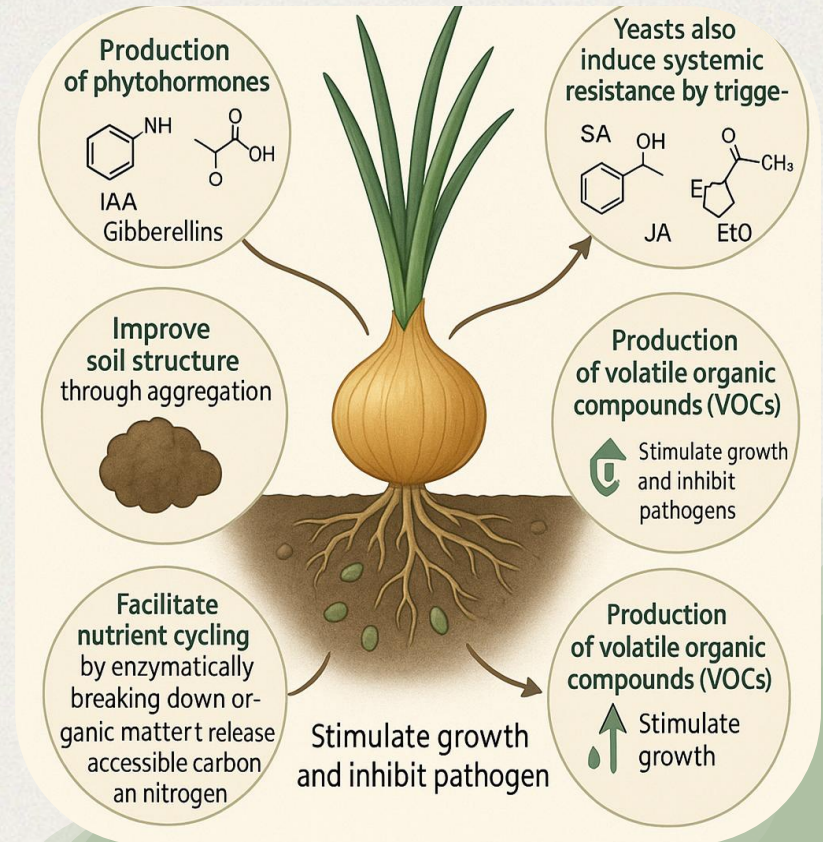 Production
of phytohormones
NH
O
OH
O
IAA
Gibberellins
Yeasts also
induce systemic
resistance by trigge-
SA
OH
O
CH₃
E
JA
EtO
Improve
soil structure
through aggregation
Production
of volatile organic
compounds (VOCs)
Stimulate growth
and inhibit
pathogens
Facilitate
nutrient cycling
by enzymatically
breaking down or-
ganic mattert release
accessible carbon
an nitrogen
Stimulate growth
and inhibit pathogen
Production
of volatile organic
compounds (VOCs)
Stimulate
growth